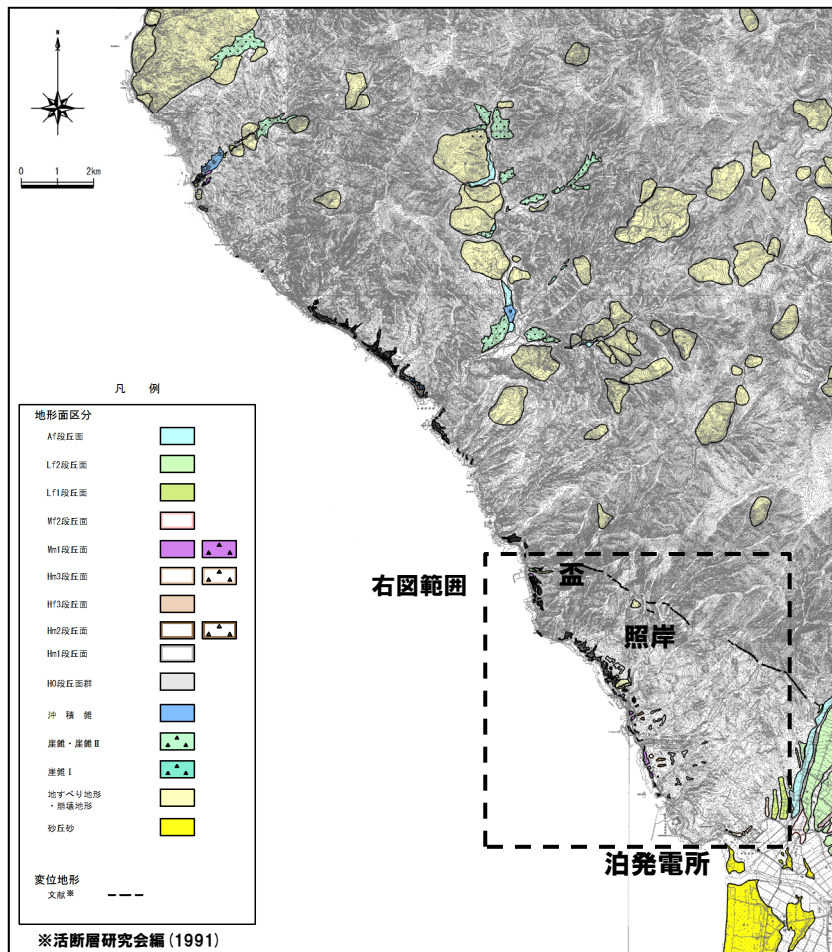 N
0 1 2km
凡 例
地形面区分
Af段丘面
Lf2段丘面
Lf1段丘面
Mf2段丘面
Mm1段丘面
Hm3段丘面
Hf3段丘面
Hm2段丘面
Hm1段丘面
H0段丘面群
沖 積 錐
崖錐・崖錐Ⅱ
崖錐Ⅰ
地すべり地形
・崩壊地形
砂丘砂
変位地形
文献※
※活断層研究会編(1991)
右図範囲
盃
照岸
泊発電所